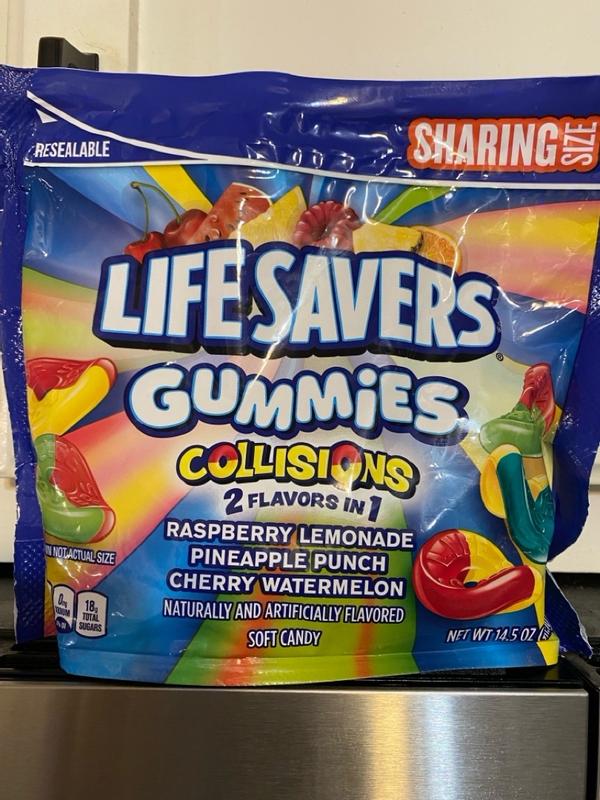 RESEALABLE
SHARING SIZE
LIFE SAVERS®
GUMMiES
COLLISIONS
2 FLAVORS IN 1
RASPBERRY LEMONADE
PINEAPPLE PUNCH
CHERRY WATERMELON
NATURALLY AND ARTIFICIALLY FLAVORED
SOFT CANDY
NOT ACTUAL SIZE
18g
TOTAL
SUGARS
NET WT 14.5 OZ